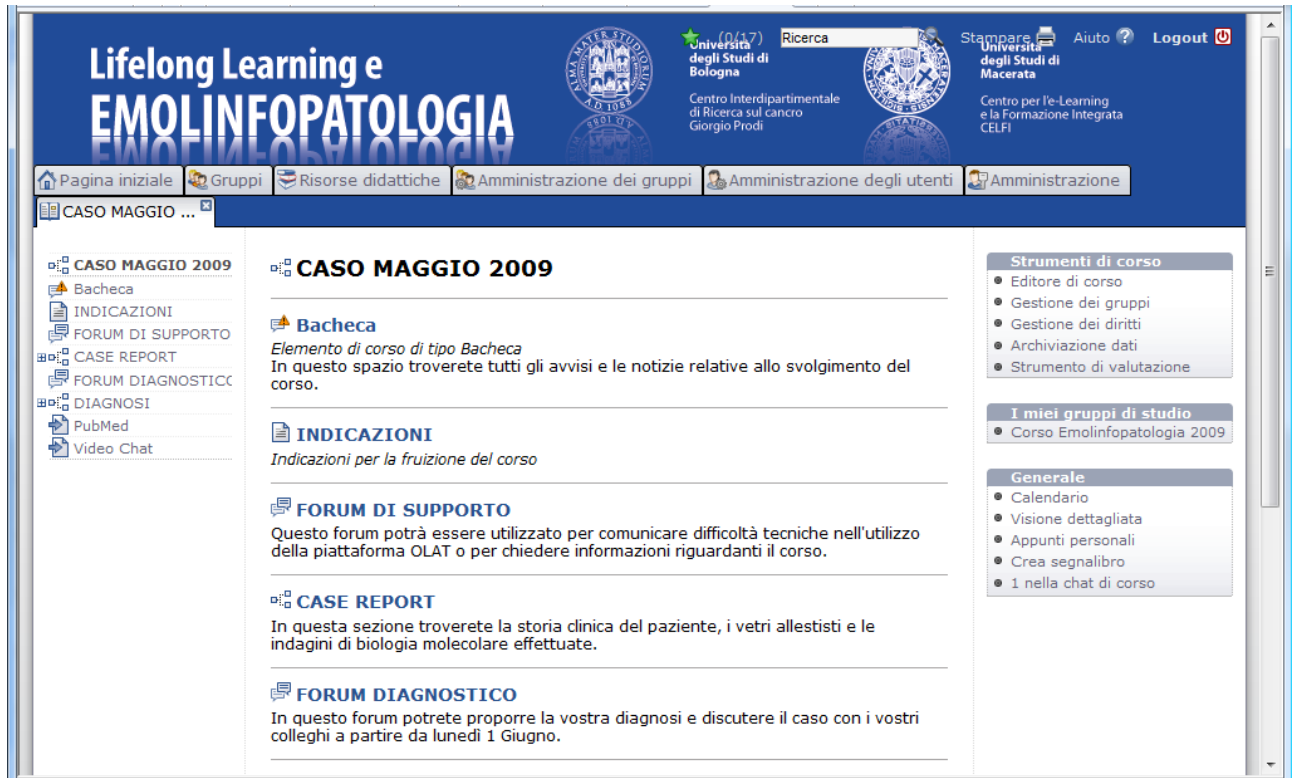 Lifelong Learning e
EMOLINFOPATOLOGIA
Università
degli Studi di
Bologna
Centro Interdipartimentale
di Ricerca sul cancro
Giorgio Prodi
(0/17)
Ricerca
Stampare
Aiuto
Logout
Università
degli Studi di
Macerata
Centro per l'e-Learning
e la Formazione Integrata
CELFI
Pagina iniziale
Gruppi
Risorse didattiche
Amministrazione dei gruppi
Amministrazione degli utenti
Amministrazione
CASO MAGGIO ...
CASO MAGGIO 2009
Bacheca
INDICAZIONI
FORUM DI SUPPORTO
CASE REPORT
FORUM DIAGNOSTICO
DIAGNOSI
PubMed
Video Chat
CASO MAGGIO 2009
Bacheca
Elemento di corso di tipo Bacheca
In questo spazio troverete tutti gli avvisi e le notizie relative allo svolgimento del
corso.
INDICAZIONI
Indicazioni per la fruizione del corso
FORUM DI SUPPORTO
Questo forum potrà essere utilizzato per comunicare difficoltà tecniche nell'utilizzo
della piattaforma OLAT o per chiedere informazioni riguardanti il corso.
CASE REPORT
In questa sezione troverete la storia clinica del paziente, i vetri allestisti e le
indagini di biologia molecolare effettuate.
FORUM DIAGNOSTICO
In questo forum potrete proporre la vostra diagnosi e discutere il caso con i vostri
colleghi a partire da lunedì 1 Giugno.
Strumenti di corso
Editore di corso
Gestione dei gruppi
Gestione dei diritti
Archiviazione dati
Strumento di valutazione
I miei gruppi di studio
Corso Emolinfopatologia 2009
Generale
Calendario
Visione dettagliata
Appunti personali
Crea segnalibro
1 nella chat di corso